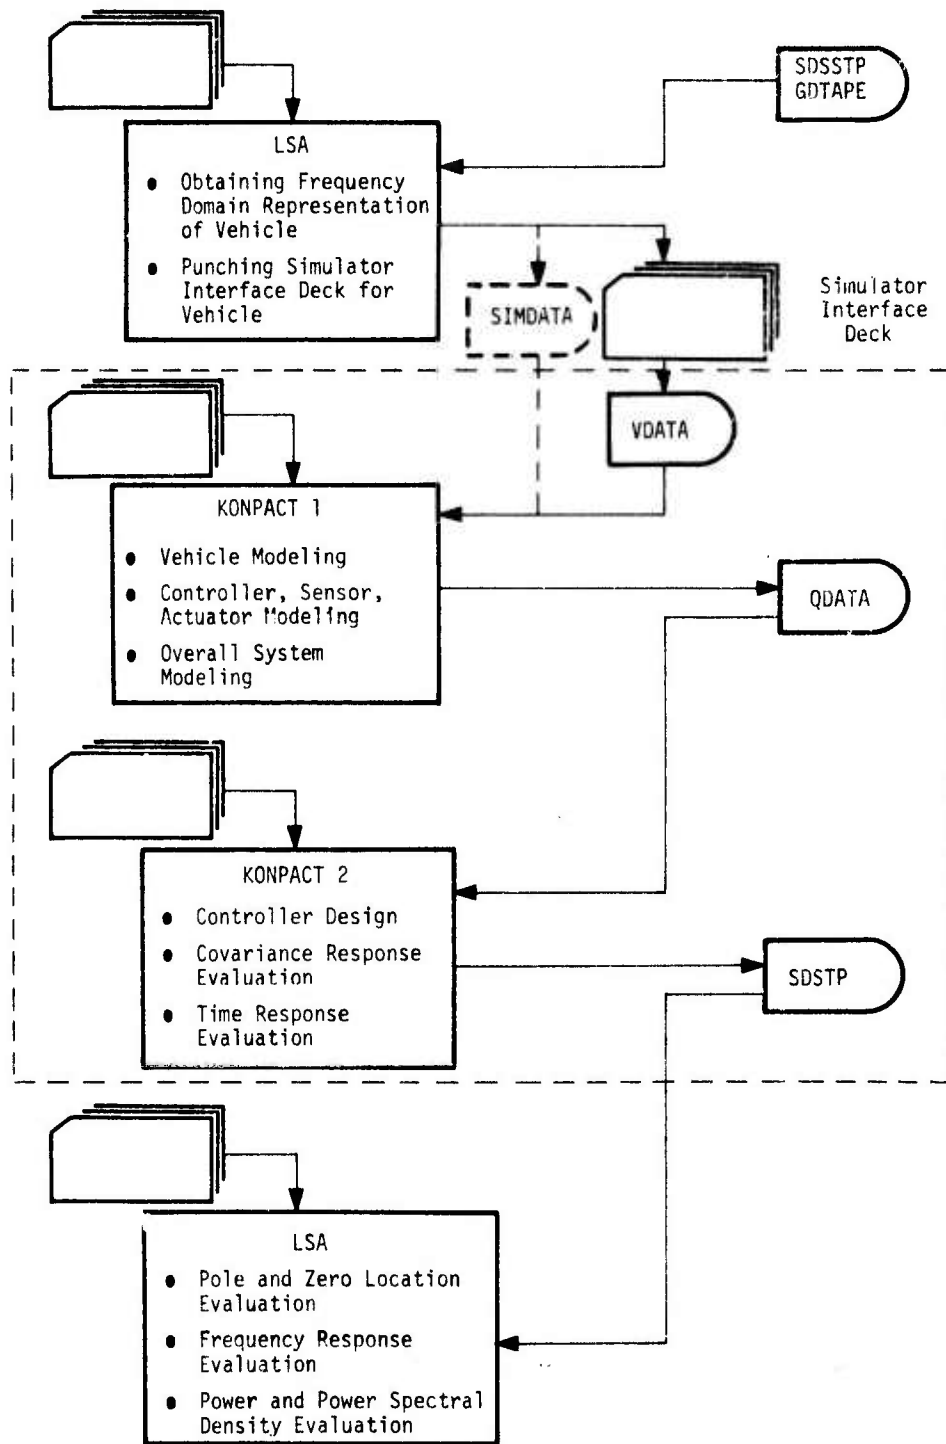 SDSSTP
GDTAPE
LSA
● Obtaining Frequency
Domain Representation
of Vehicle
● Punching Simulator
Interface Deck for
Vehicle
SIMDATA
Simulator
Interface
Deck
VDATA
KONPACT 1
● Vehicle Modeling
● Controller, Sensor,
Actuator Modeling
● Overall System
Modeling
QDATA
KONPACT 2
● Controller Design
● Covariance Response
Evaluation
● Time Response
Evaluation
SDSTP
LSA
● Pole and Zero Location
Evaluation
● Frequency Response
Evaluation
● Power and Power Spectral
Density Evaluation